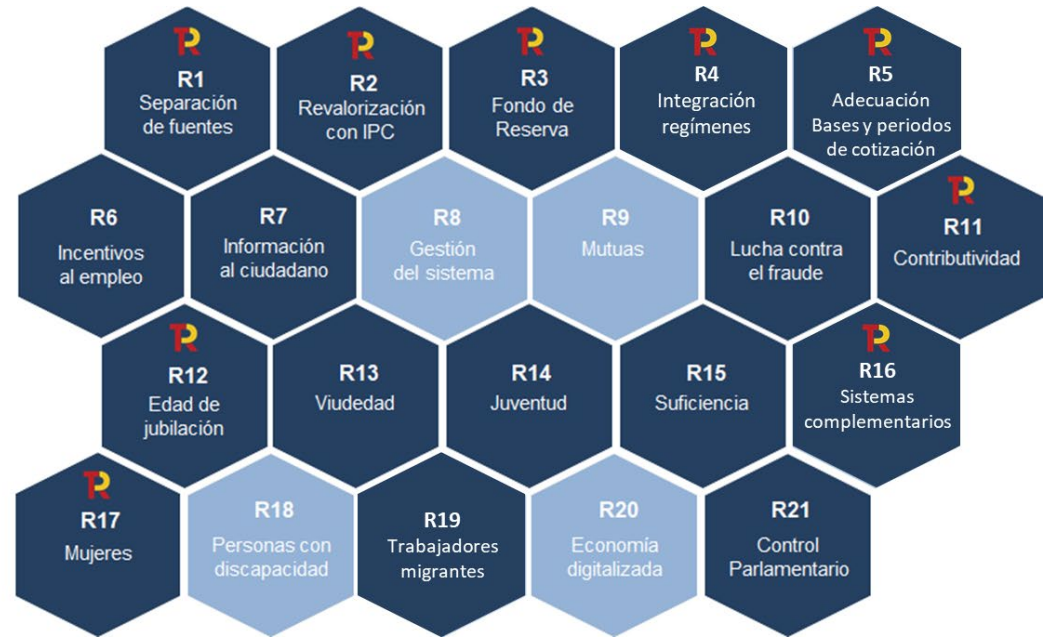 R1
Separación
de fuentes
R2
Revalorización
con IPC
R3
Fondo de
Reserva
R4
Integración
regímenes
R5
Adecuación
Bases y periodos
de cotización
R6
Incentivos
al empleo
R7
Información
al ciudadano
R8
Gestión
del sistema
R9
Mutuas
R10
Lucha contra
el fraude
R11
Contributividad
R12
Edad de
jubilación
R13
Viudedad
R14
Juventud
R15
Suficiencia
R16
Sistemas
complementarios
R17
Mujeres
R18
Personas con
discapacidad
R19
Trabajadores
migrantes
R20
Economía
digitalizada
R21
Control
Parlamentario